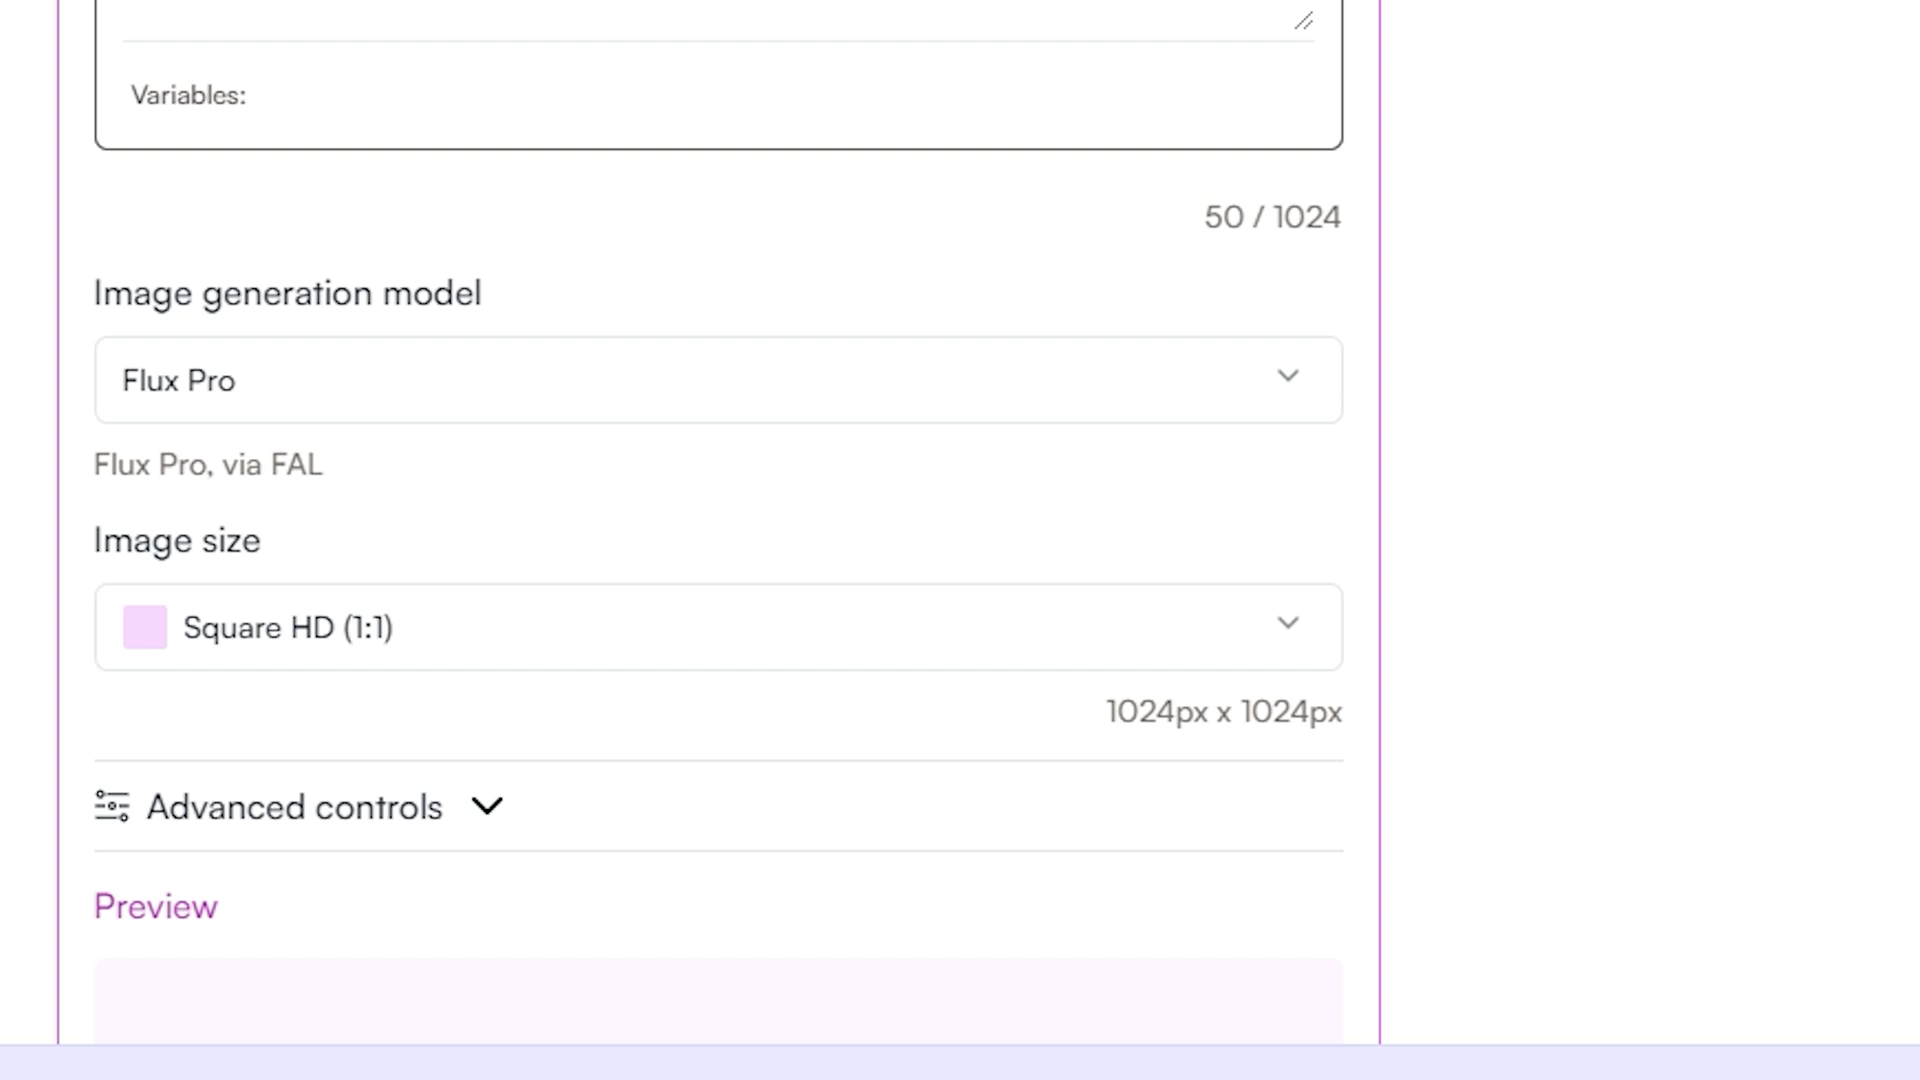 Variables:
50 / 1024
Image generation model
Flux Pro
Flux Pro, via FAL
Image size
Square HD (1:1)
1024px x 1024px
Advanced controls
Preview